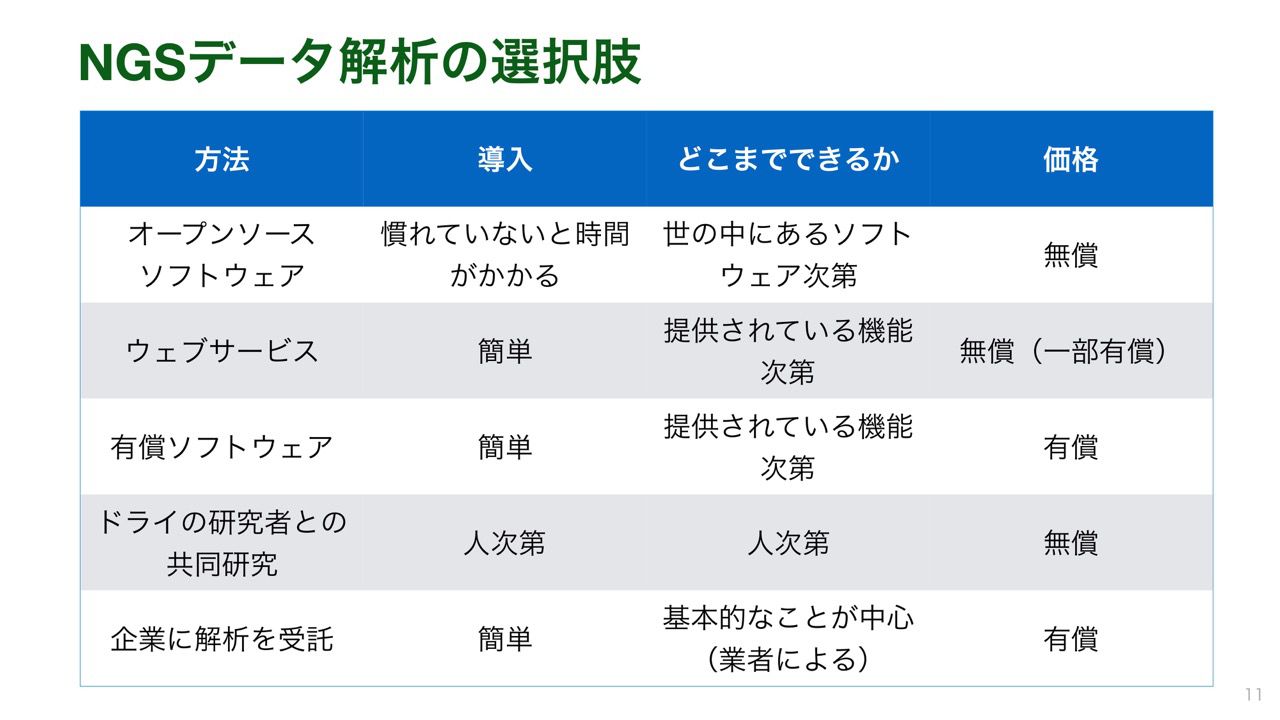 NGSデータ解析の選択肢
方法
導入
どこまでできるか
価格
オープンソース
ソフトウェア
慣れていないと時間
がかかる
世の中にあるソフト
ウェア次第
無償
ウェブサービス
簡単
提供されている機能
次第
無償（一部有償）
有償ソフトウェア
簡単
提供されている機能
次第
有償
ドライの研究者との
共同研究
人次第
人次第
無償
企業に解析を受託
簡単
基本的なことが中心
（業者による）
有償
11